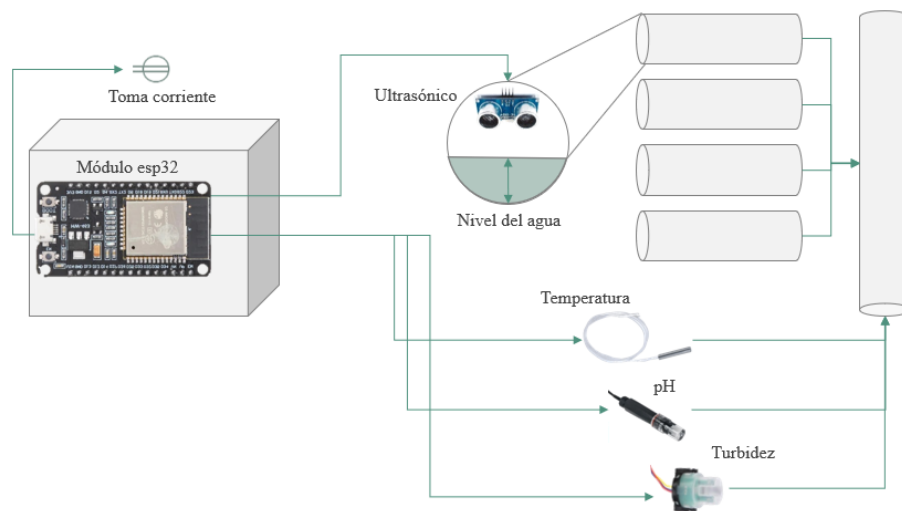 Toma corriente
Módulo esp32
Ultrasónico
Nivel del agua
Temperatura
pH
Turbidez